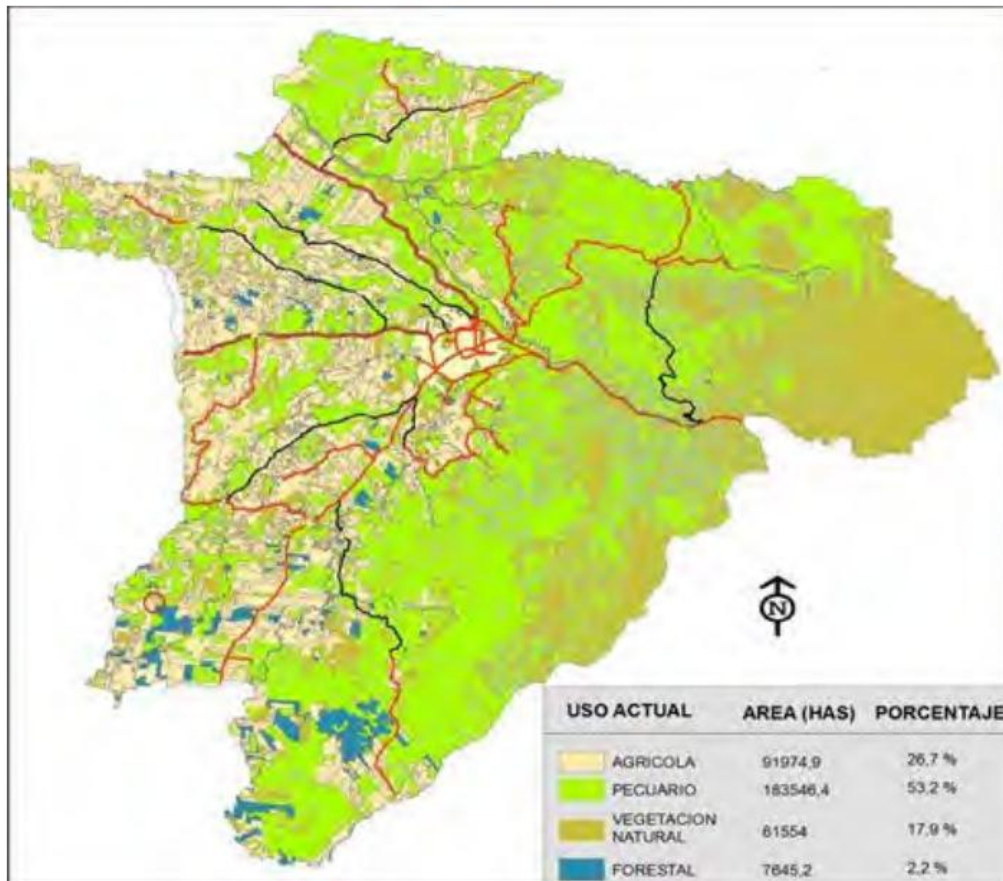 N
USO ACTUAL AREA (HAS) PORCENTAJE
AGRICOLA 91974,9 26,7 %
PECUARIO 183546,4 53,2 %
VEGETACION
NATURAL 61554 17,9 %
FORESTAL 7645,2 2,2 %